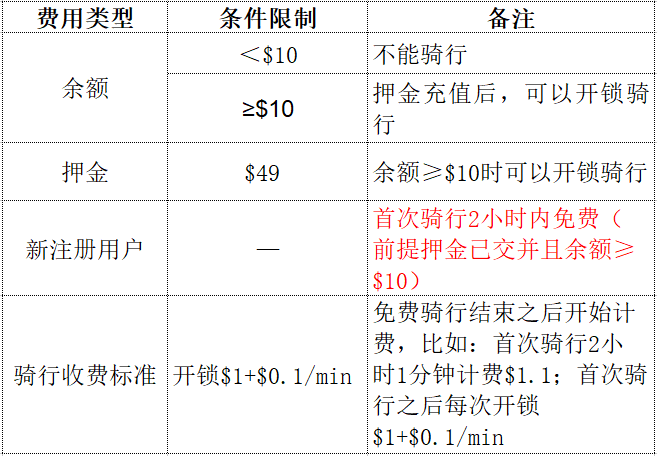 费用类型 条件限制 备注
余额 ＜$10 不能骑行
≥$10 押金充值后，可以开锁骑
行
押金 $49 余额≥$10时可以开锁骑行
新注册用户 — 首次骑行2小时内免费（
前提押金已交并且余额≥
$10）
骑行收费标准 开锁$1+$0.1/min 免费骑行结束之后开始计
费，比如：首次骑行2小
时1分钟计费$1.1；首次骑
行之后每次开锁
$1+$0.1/min